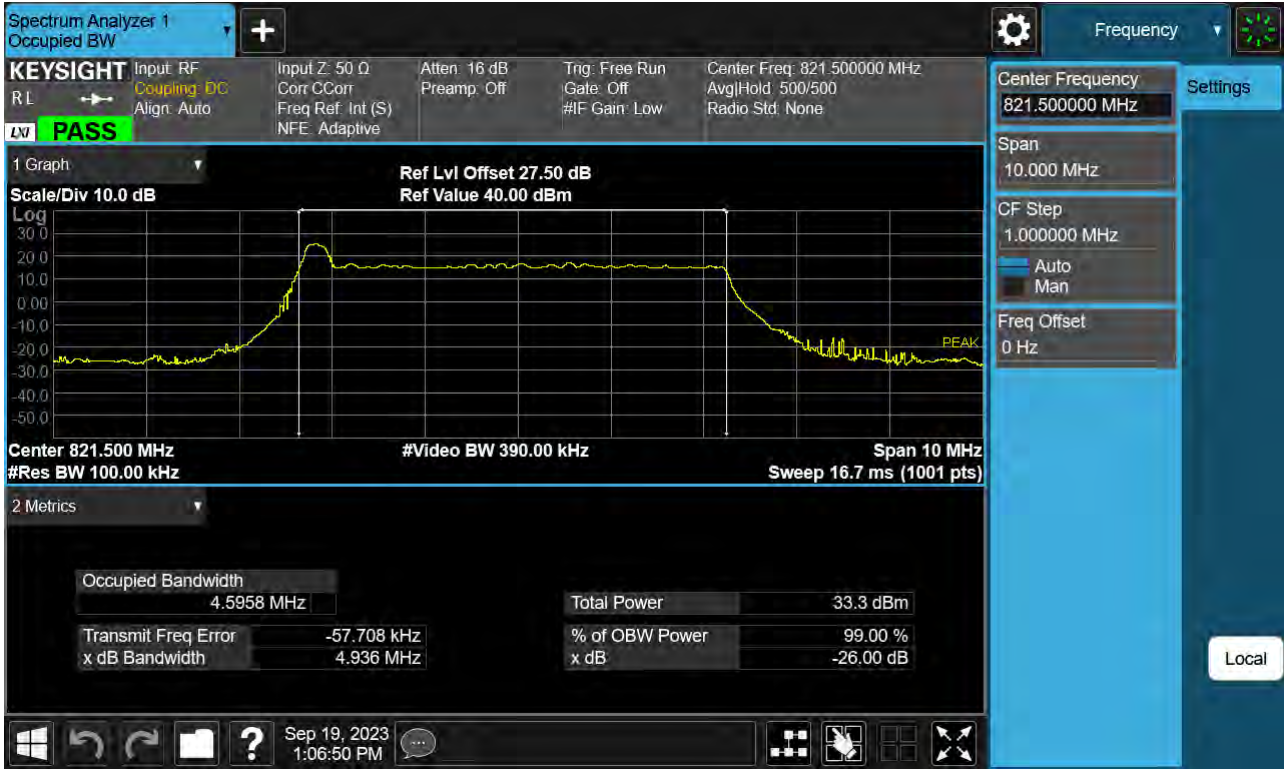 Spectrum Analyzer 1
Occupied BW
Frequency
KEYSIGHT
R L
LXI
PASS
Input: RF
Coupling: DC
Align: Auto
Input Z: 50 Ω
Corr CCorr
Freq Ref: Int (S)
NFE: Adaptive
Atten: 16 dB
Preamp: Off
Trig: Free Run
Gate: Off
#IF Gain: Low
Center Freq: 821.500000 MHz
Avg|Hold: 500/500
Radio Std: None
Center Frequency
821.500000 MHz
Settings
Span
10.000 MHz
CF Step
1.000000 MHz
Auto
Man
Freq Offset
0 Hz
1 Graph
Scale/Div 10.0 dB
Ref Lvl Offset 27.50 dB
Ref Value 40.00 dBm
Log
30.0
20.0
10.0
0.00
-10.0
-20.0
-30.0
-40.0
-50.0
PEAK
Center 821.500 MHz
#Video BW 390.00 kHz
Span 10 MHz
#Res BW 100.00 kHz
Sweep 16.7 ms (1001 pts)
2 Metrics
Occupied Bandwidth
4.5958 MHz
Total Power 33.3 dBm
Transmit Freq Error -57.708 kHz
% of OBW Power 99.00 %
x dB Bandwidth 4.936 MHz
x dB -26.00 dB
Local
?
Sep 19, 2023
1:06:50 PM